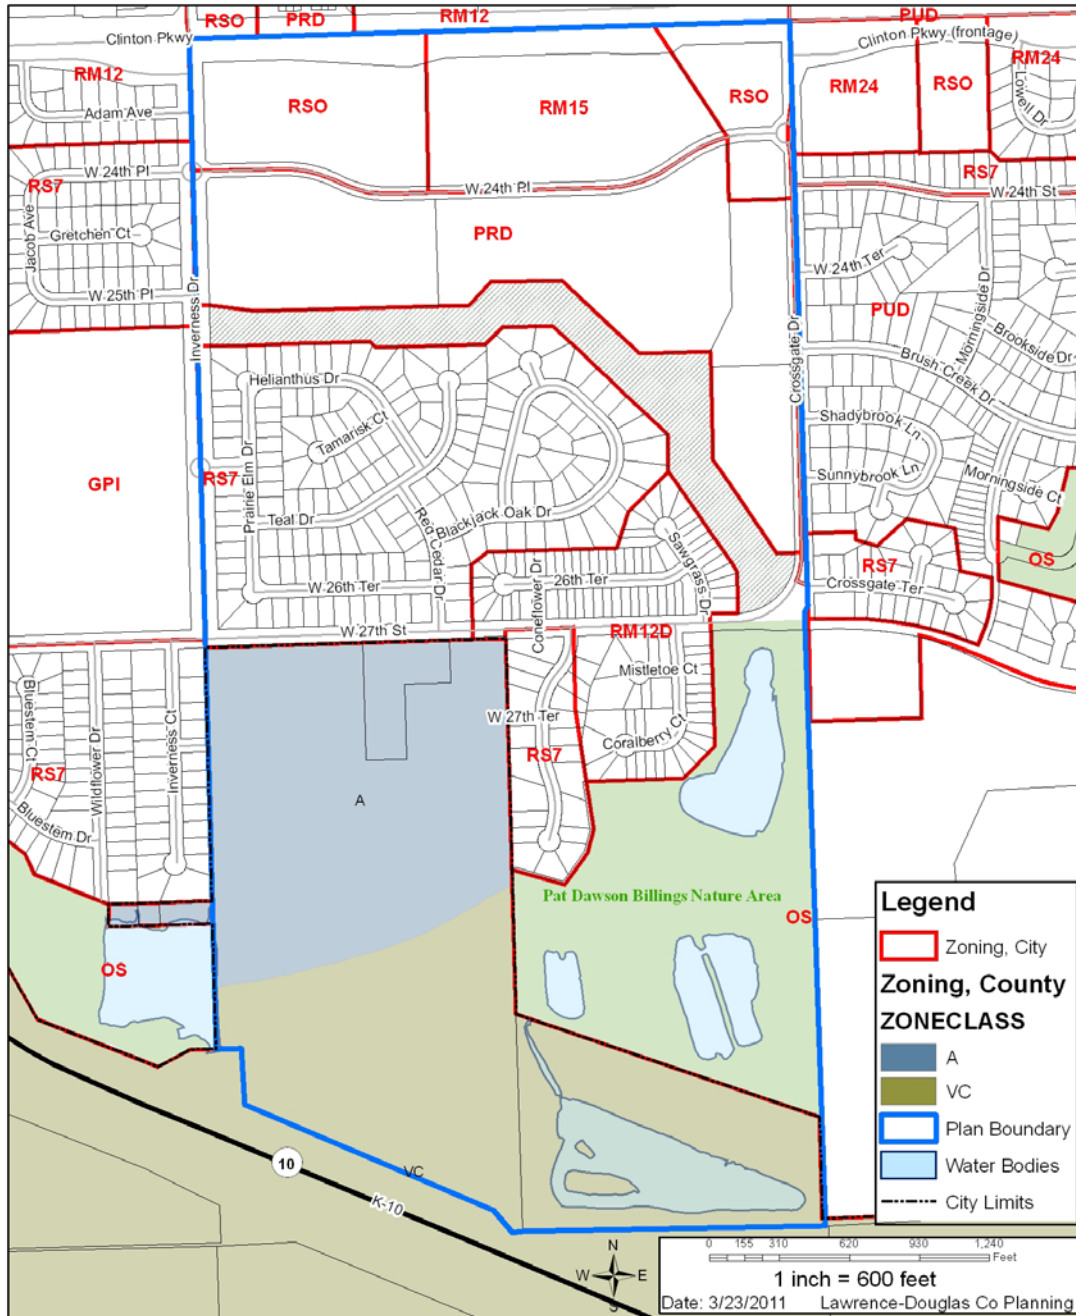 RSO
PRD
RM12
PUD
Clinton Pkwy
Clinton Pkwy (frontage)
RM12
RSO
RM15
RSO
RM24
RSO
RM24
Lowell Dr
Adam Ave
W 24th Pl
RS7
Jacob Ave
Gretchen Ct
W 25th Pl
W 24th Pl
PRD
RS7
W 24th St
W 24th Ter
PUD
Morningside Dr
Brookside Dr
Brush Creek Dr
Inverness Dr
Crossgate Dr
Helianthus Dr
Tamarisk Ct
Shadybrook Ln
Sunnybrook Ln
Morningside Ct
GPI
RS7
Prairie Elm Dr
Teal Dr
Red Cedar Dr
Blackjack Oak Dr
Sawgrass Dr
W 26th Ter
Coneflower Dr
26th Ter
RS7
Crossgate Ter
OS
W 27th St
RM12D
Mistletoe Ct
W 27th Ter
Coralberry Ct
RS7
Bluestem Ct
Wildflower Dr
Inverness Ct
RS7
Bluestem Dr
A
Pat Dawson Billings Nature Area
OS
OS
VC
10
K-10
Legend
Zoning, City
Zoning, County
ZONECLASS
A
VC
Plan Boundary
Water Bodies
City Limits
N
W E
S
0 155 310 620 930 1,240
Feet
1 inch = 600 feet
Date: 3/23/2011 Lawrence-Douglas Co Planning